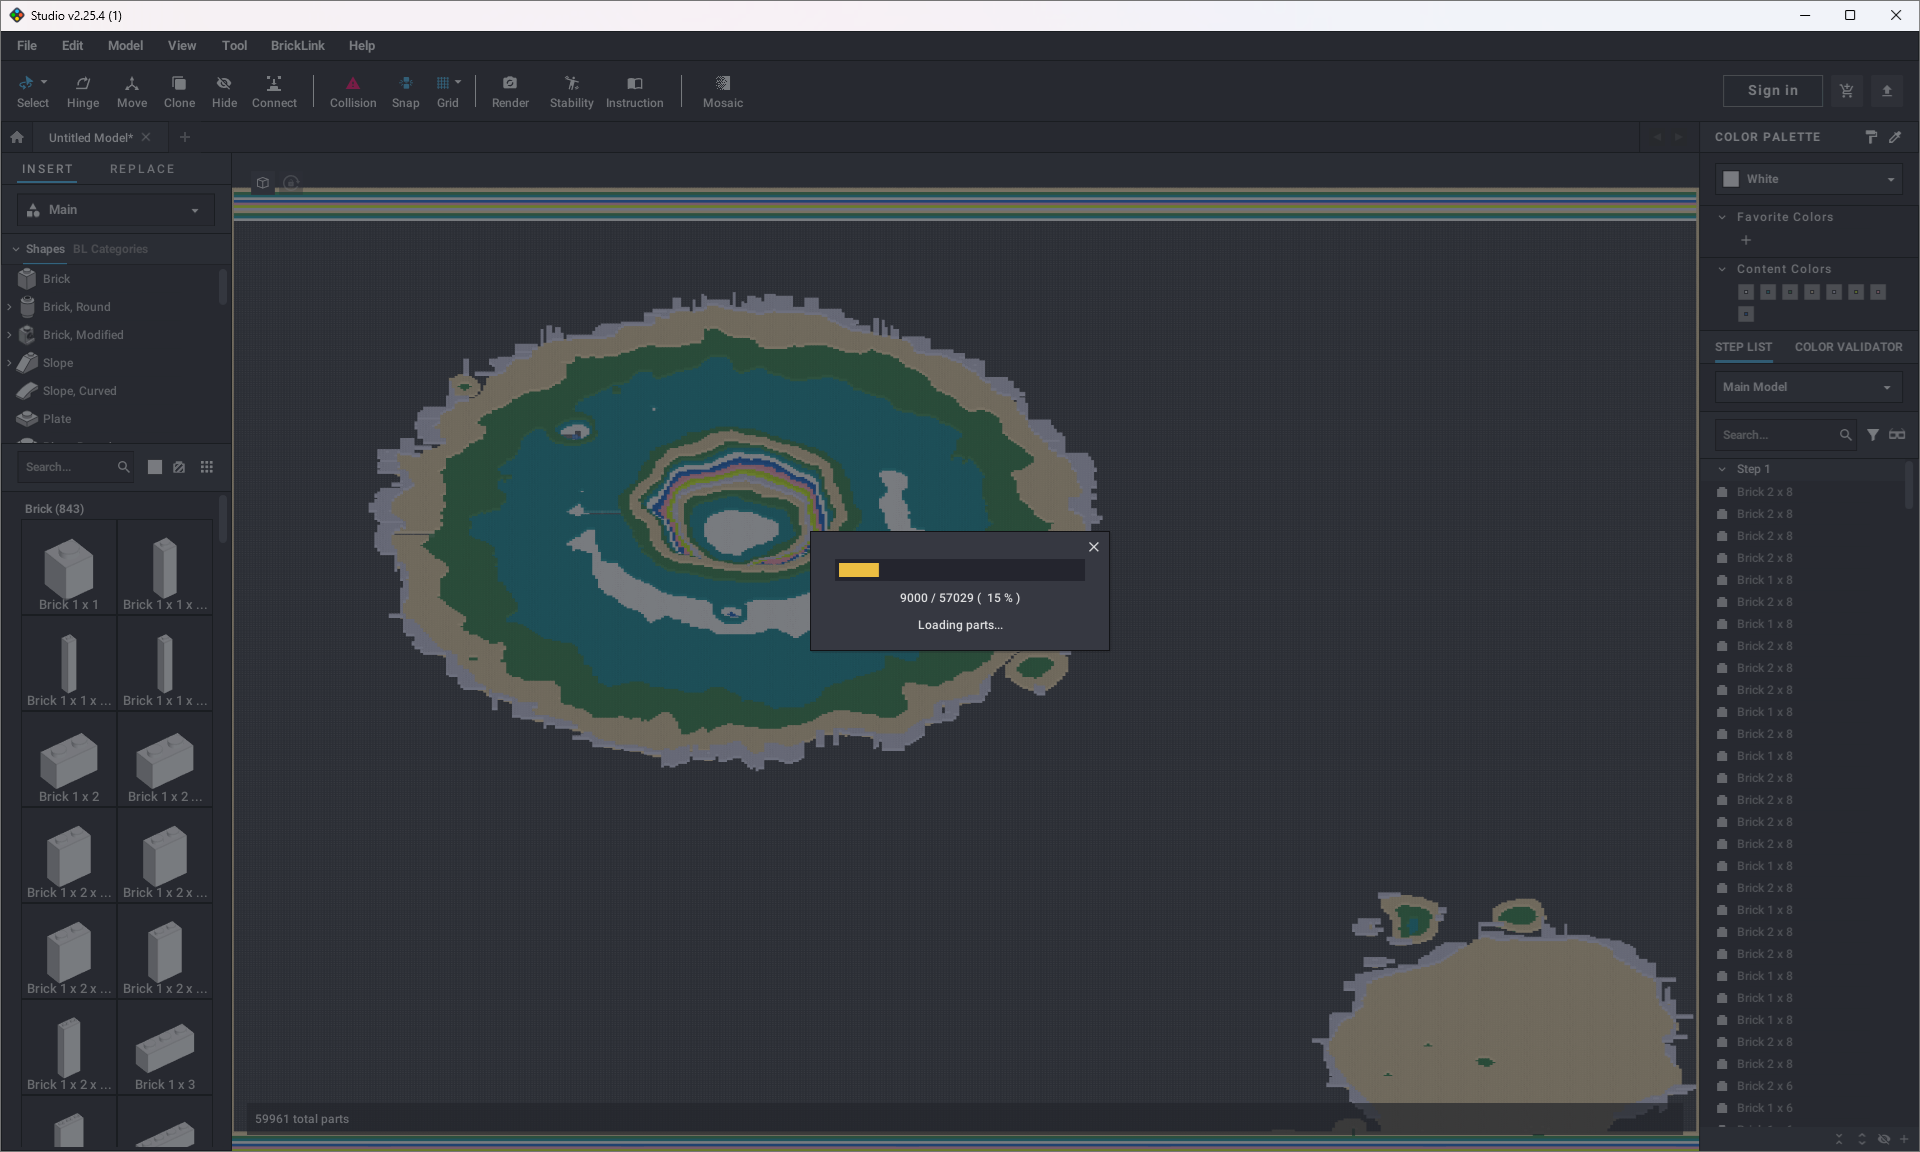 Studio v2.25.4 (1)
File Edit Model View Tool BrickLink Help
Select Hinge Move Clone Hide Connect Collision Snap Grid Render Stability Instruction Mosaic
Sign in
Untitled Model*
COLOR PALETTE
INSERT REPLACE
White
Main
Favorite Colors
Shapes BL Categories
Content Colors
Brick
Brick, Round
Brick, Modified
Slope
Slope, Curved
Plate
STEP LIST COLOR VALIDATOR
Main Model
Search...
Search...
Step 1
Brick (843)
Brick 1 x 1
Brick 1 x 1 x ...
Brick 1 x 1 x ...
Brick 1 x 1 x ...
Brick 1 x 2
Brick 1 x 2 ...
Brick 1 x 2 x ...
Brick 1 x 2 x ...
Brick 1 x 2 x ...
Brick 1 x 2 x ...
Brick 1 x 2 x ...
Brick 1 x 3
9000 / 57029 ( 15 % )
Loading parts...
59961 total parts
Brick 2 x 8
Brick 2 x 8
Brick 2 x 8
Brick 2 x 8
Brick 1 x 8
Brick 2 x 8
Brick 1 x 8
Brick 2 x 8
Brick 2 x 8
Brick 2 x 8
Brick 1 x 8
Brick 2 x 8
Brick 1 x 8
Brick 2 x 8
Brick 2 x 8
Brick 2 x 8
Brick 2 x 8
Brick 1 x 8
Brick 2 x 8
Brick 1 x 8
Brick 2 x 8
Brick 2 x 8
Brick 1 x 8
Brick 1 x 8
Brick 1 x 8
Brick 2 x 8
Brick 2 x 8
Brick 2 x 6
Brick 1 x 6